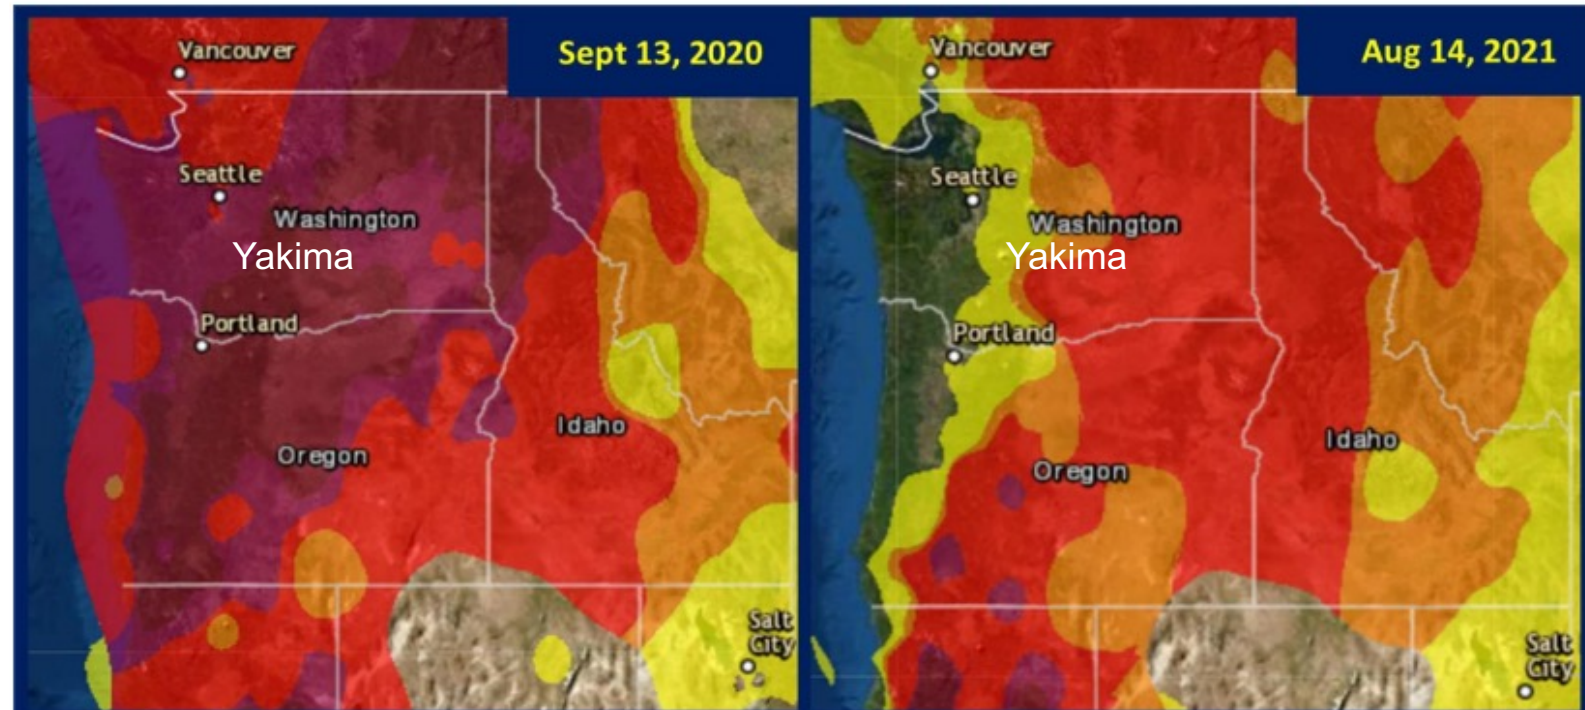 Sept 13, 2020
Vancouver
Seattle
Washington
Yakima
Portland
Oregon
Idaho
Salt
City
Aug 14, 2021
Vancouver
Seattle
Washington
Yakima
Portland
Oregon
Idaho
Salt
City